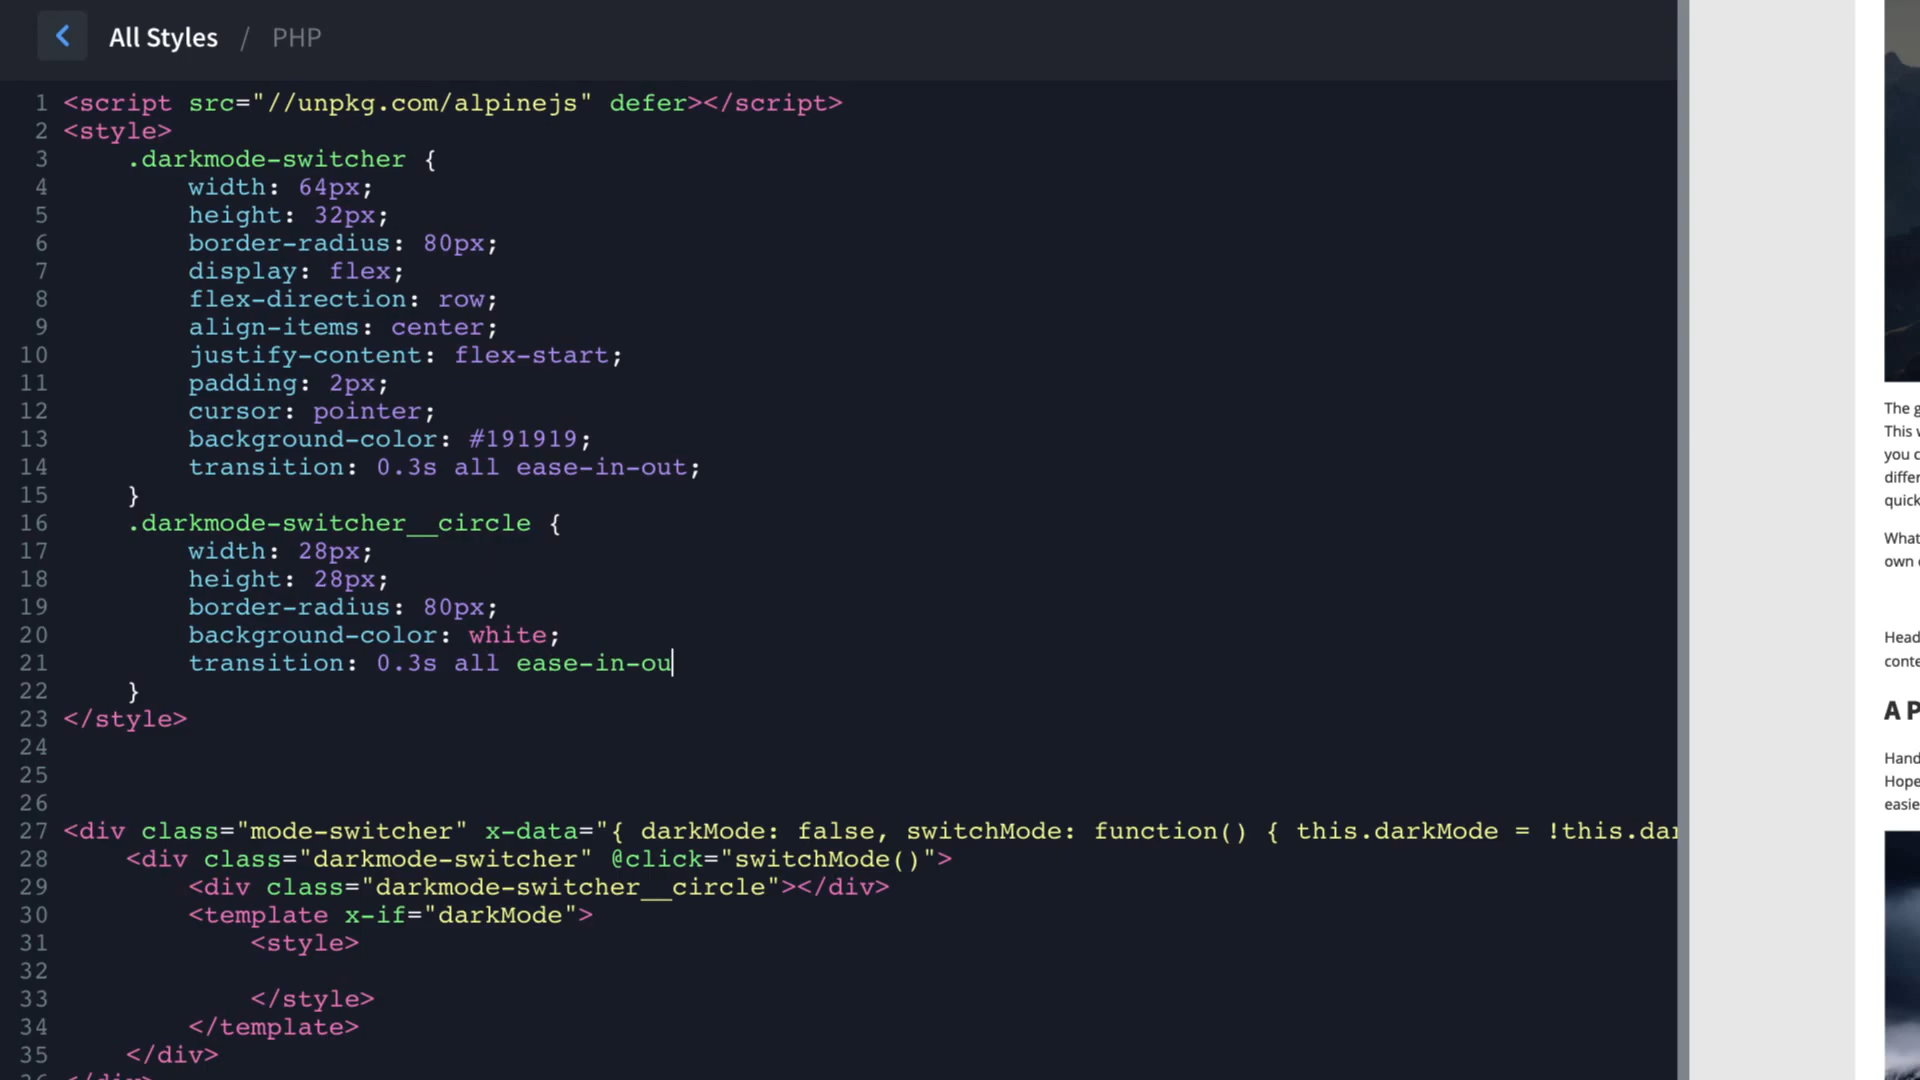 All Styles / PHP
1 <script src="//unpkg.com/alpinejs" defer></script>
2 <style>
3 .darkmode-switcher {
4 width: 64px;
5 height: 32px;
6 border-radius: 80px;
7 display: flex;
8 flex-direction: row;
9 align-items: center;
10 justify-content: flex-start;
11 padding: 2px;
12 cursor: pointer;
13 background-color: #191919;
14 transition: 0.3s all ease-in-out;
15 }
16 .darkmode-switcher__circle {
17 width: 28px;
18 height: 28px;
19 border-radius: 80px;
20 background-color: white;
21 transition: 0.3s all ease-in-ou
22 }
23 </style>
24
25
26
27 <div class="mode-switcher" x-data="{ darkMode: false, switchMode: function() { this.darkMode = !this.dar
28 <div class="darkmode-switcher" @click="switchMode()">
29 <div class="darkmode-switcher__circle"></div>
30 <template x-if="darkMode">
31 <style>
32
33 </style>
34 </template>
35 </div>
36 </div>
The g
This w
you c
differ
quick
What
own
Head
conte
A P
Hand
Hope
easie